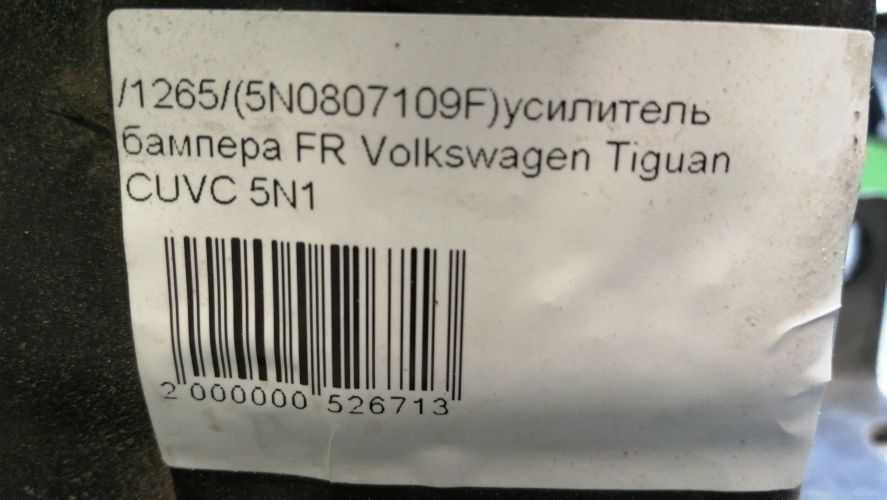 /1265/(5N0807109F)усилитель
бампера FR Volkswagen Tiguan
CUVC 5N1
2 000000 526713